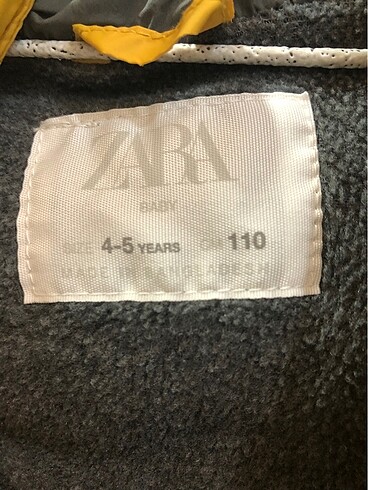 ZARA
BABY
SIZE 4-5 YEARS CM 110
MADE IN BANGLADESH